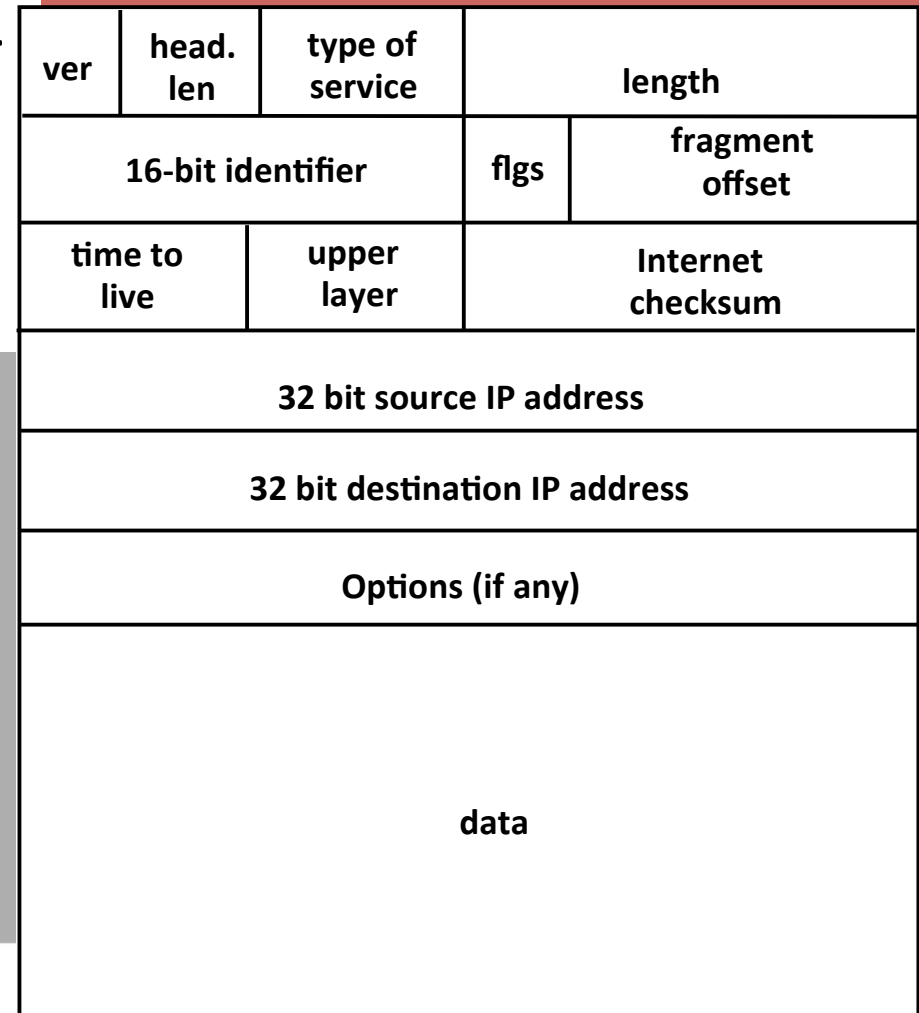 ver
head.
len
type of
service
length
16-bit identifier
flgs
fragment
offset
time to
live
upper
layer
Internet
checksum
32 bit source IP address
32 bit destination IP address
Options (if any)
data